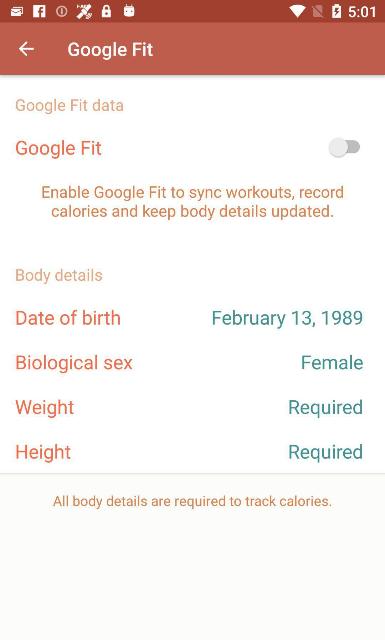 5:01
Google Fit
Google Fit data
Google Fit
Enable Google Fit to sync workouts, record
calories and keep body details updated.
Body details
Date of birth February 13, 1989
Biological sex Female
Weight Required
Height Required
All body details are required to track calories.